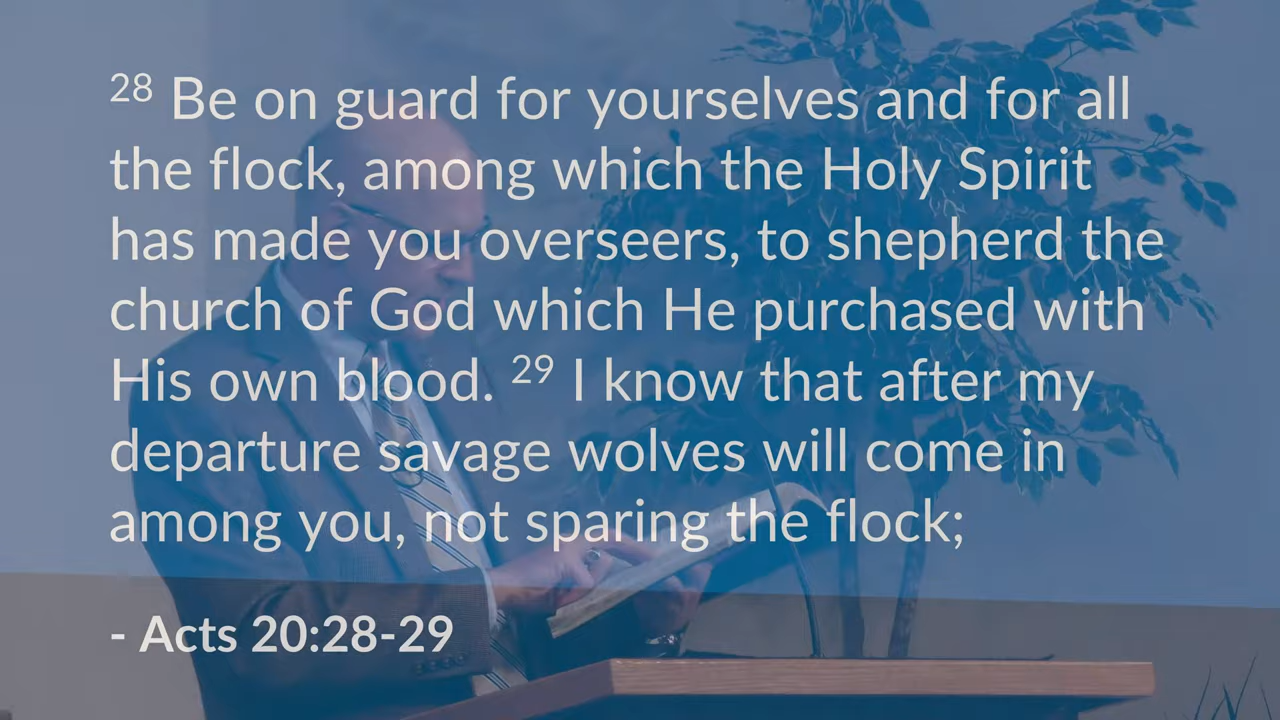 28 Be on guard for yourselves and for all
the flock, among which the Holy Spirit
has made you overseers, to shepherd the
church of God which He purchased with
His own blood. 29 I know that after my
departure savage wolves will come in
among you, not sparing the flock;
- Acts 20:28-29